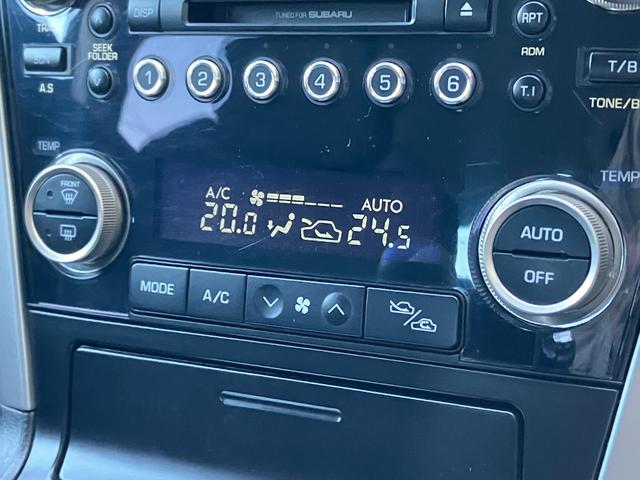 DISP
TUNED FOR SUBARU
RPT
SEEK
FOLDER
RDM
A.S
1
2
3
4
5
6
T.I
T/B
TONE/B
TEMP
TEMP
FRONT
A/C
AUTO
20.0
24.5
AUTO
OFF
MODE
A/C